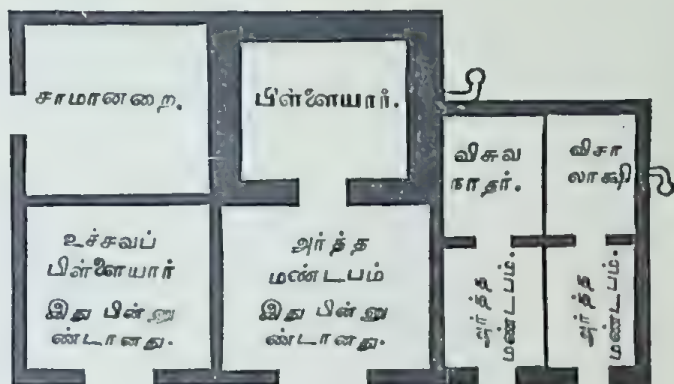 சாமானறை.
பிள்ளையார்.
விசுவ
நாதர்.
விசா
லாக்ஷி
உச்சவப்
பிள்ளையார்
இது பின்னு
ண்டானது.
அர்த்த
மண்டபம்
இது பின்னு
ண்டானது.
அர்த்த
மண்டபம்.
அர்த்த
மண்டபம்.